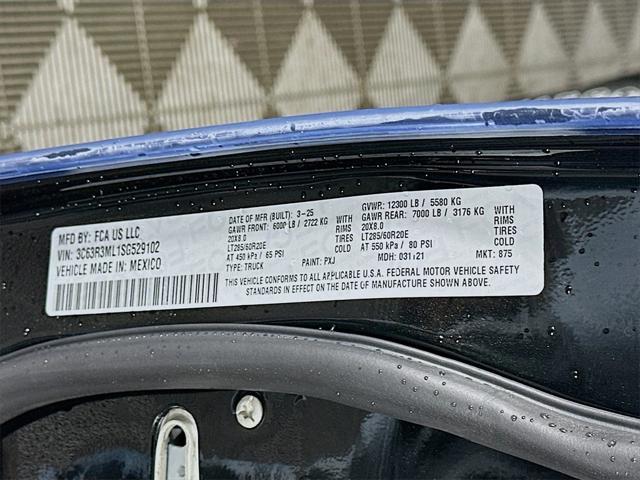 MFD BY: FCA US LLC
VIN: 3C63R3ML1SG529102
VEHICLE MADE IN: MEXICO
DATE OF MFR (BUILT): 3-25
GAWR FRONT: 6000 LB / 2722 KG
20X8.0
LT285/60R20E
AT 450 kPa / 65 PSI
TYPE: TRUCK
WITH
RIMS
TIRES
COLD
PAINT: PXJ
GVWR: 12300 LB / 5580 KG
GAWR REAR: 7000 LB / 3176 KG
20X8.0
LT285/60R20E
AT 550 kPa / 80 PSI
MDH: 031 21
WITH
RIMS
TIRES
COLD
MKT: 875
THIS VEHICLE CONFORMS TO ALL APPLICABLE U.S.A. FEDERAL MOTOR VEHICLE SAFETY
STANDARDS IN EFFECT ON THE DATE OF MANUFACTURE SHOWN ABOVE.